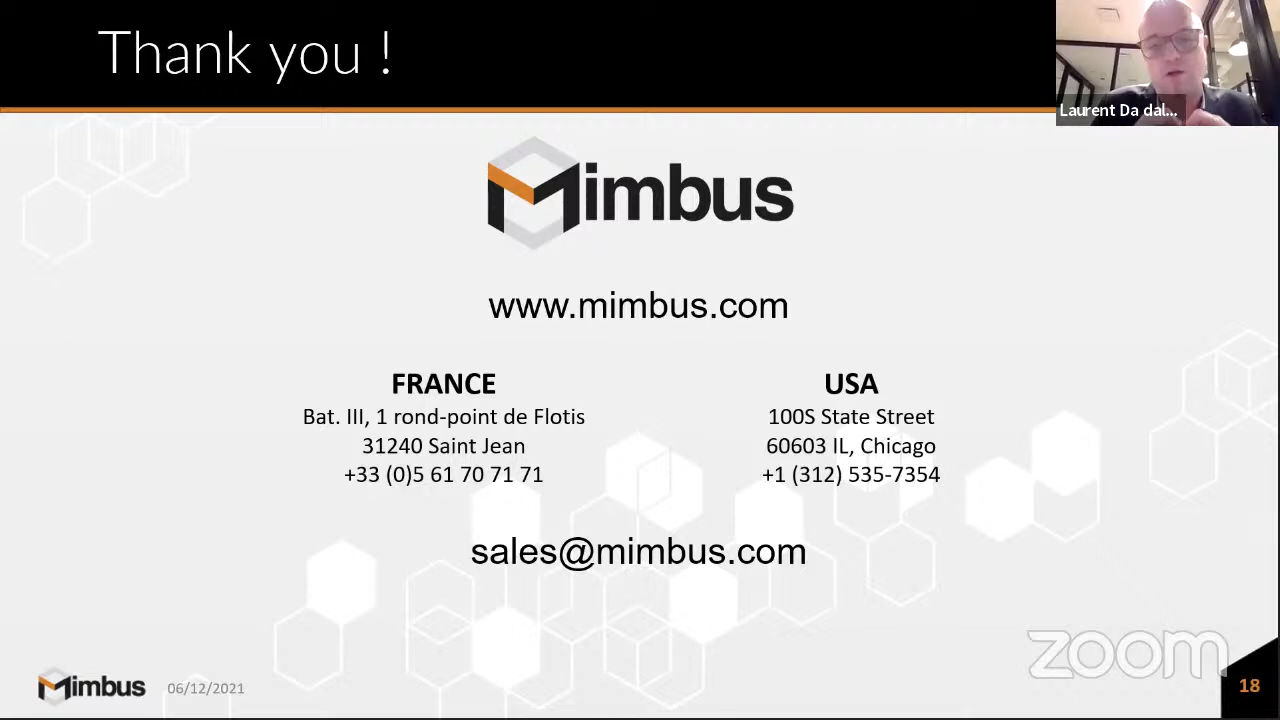 Thank you !
Laurent Da dal...
Mimbus
www.mimbus.com
FRANCE
Bat. III, 1 rond-point de Flotis
31240 Saint Jean
+33 (0)5 61 70 71 71
USA
100S State Street
60603 IL, Chicago
+1 (312) 535-7354
sales@mimbus.com
zoom
Mimbus
06/12/2021
18